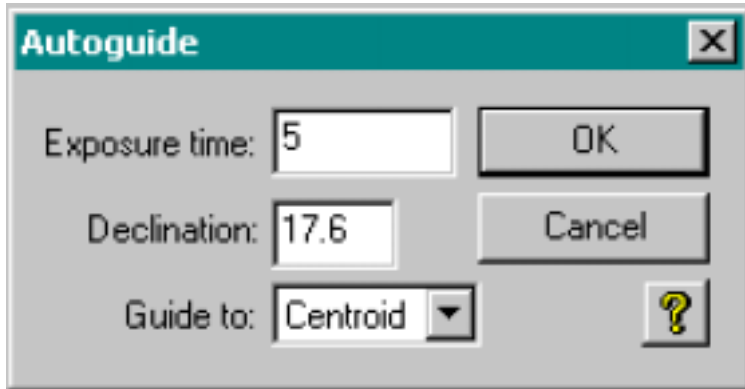 Autoguide
Exposure time: 5 OK
Declination: 17.6 Cancel
Guide to: Centroid ?